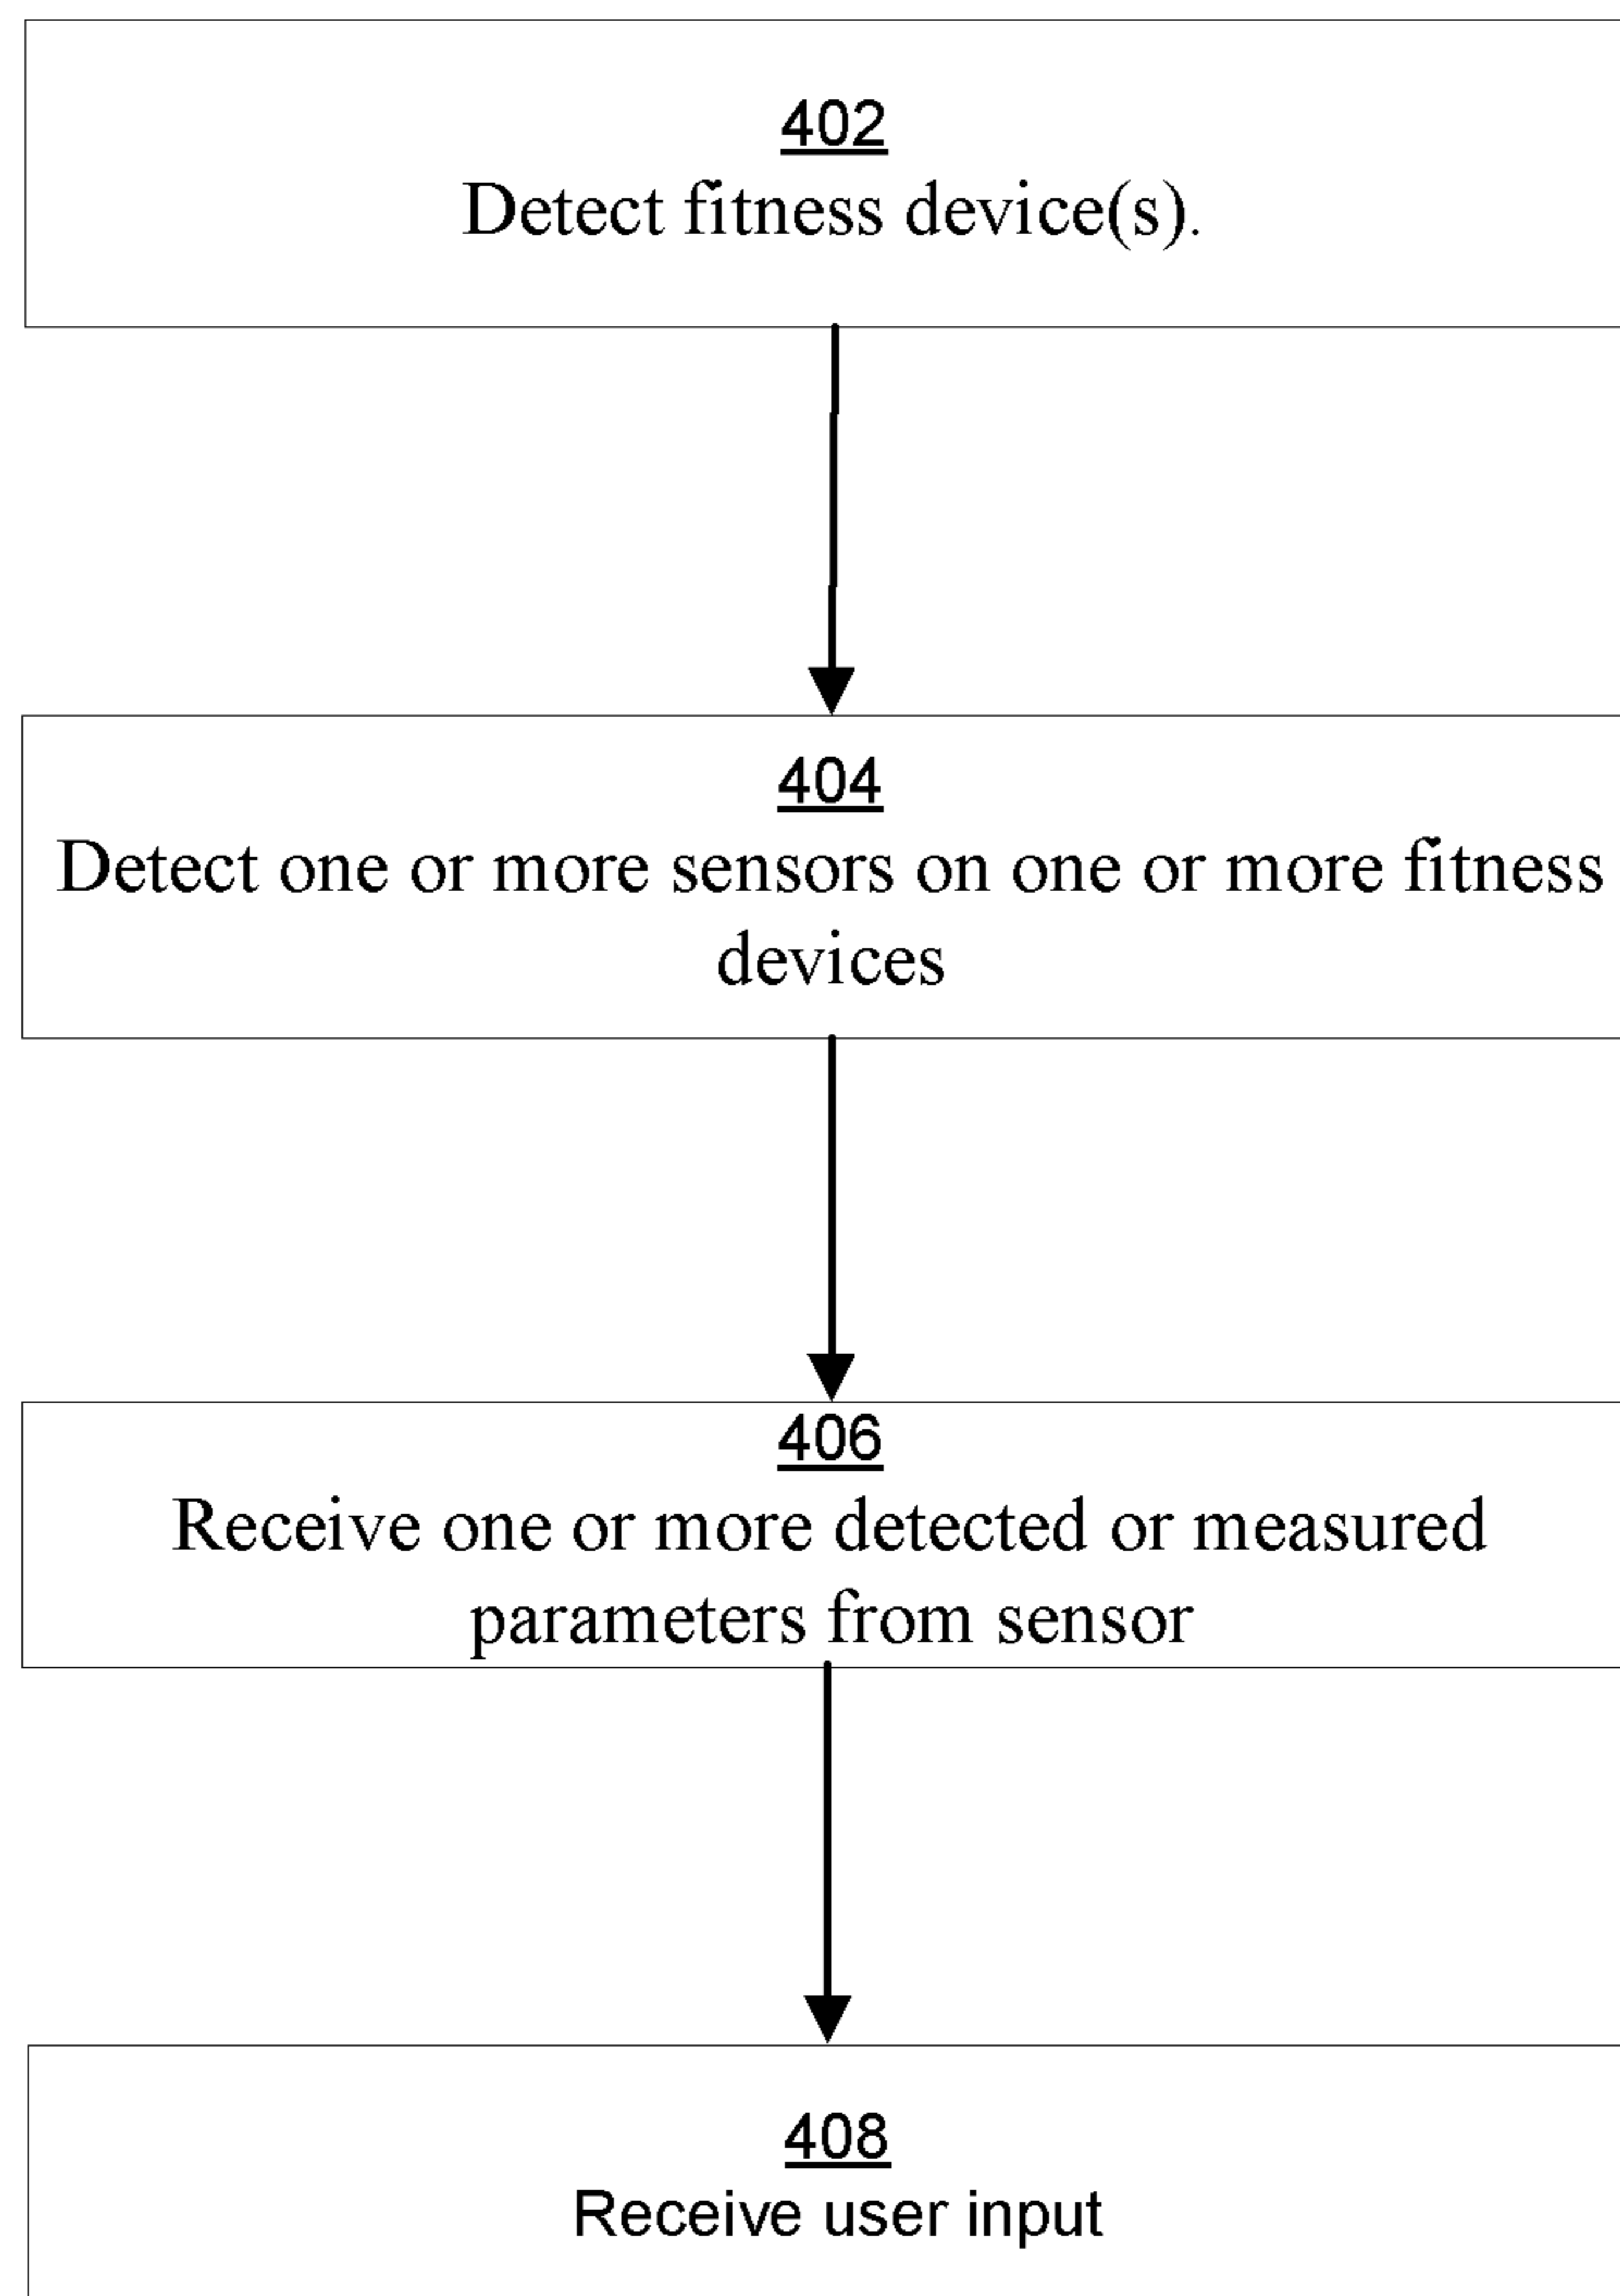 402
Detect fitness device(s).
404
Detect one or more sensors on one or more fitness
devices
406
Receive one or more detected or measured
parameters from sensor
408
Receive user input